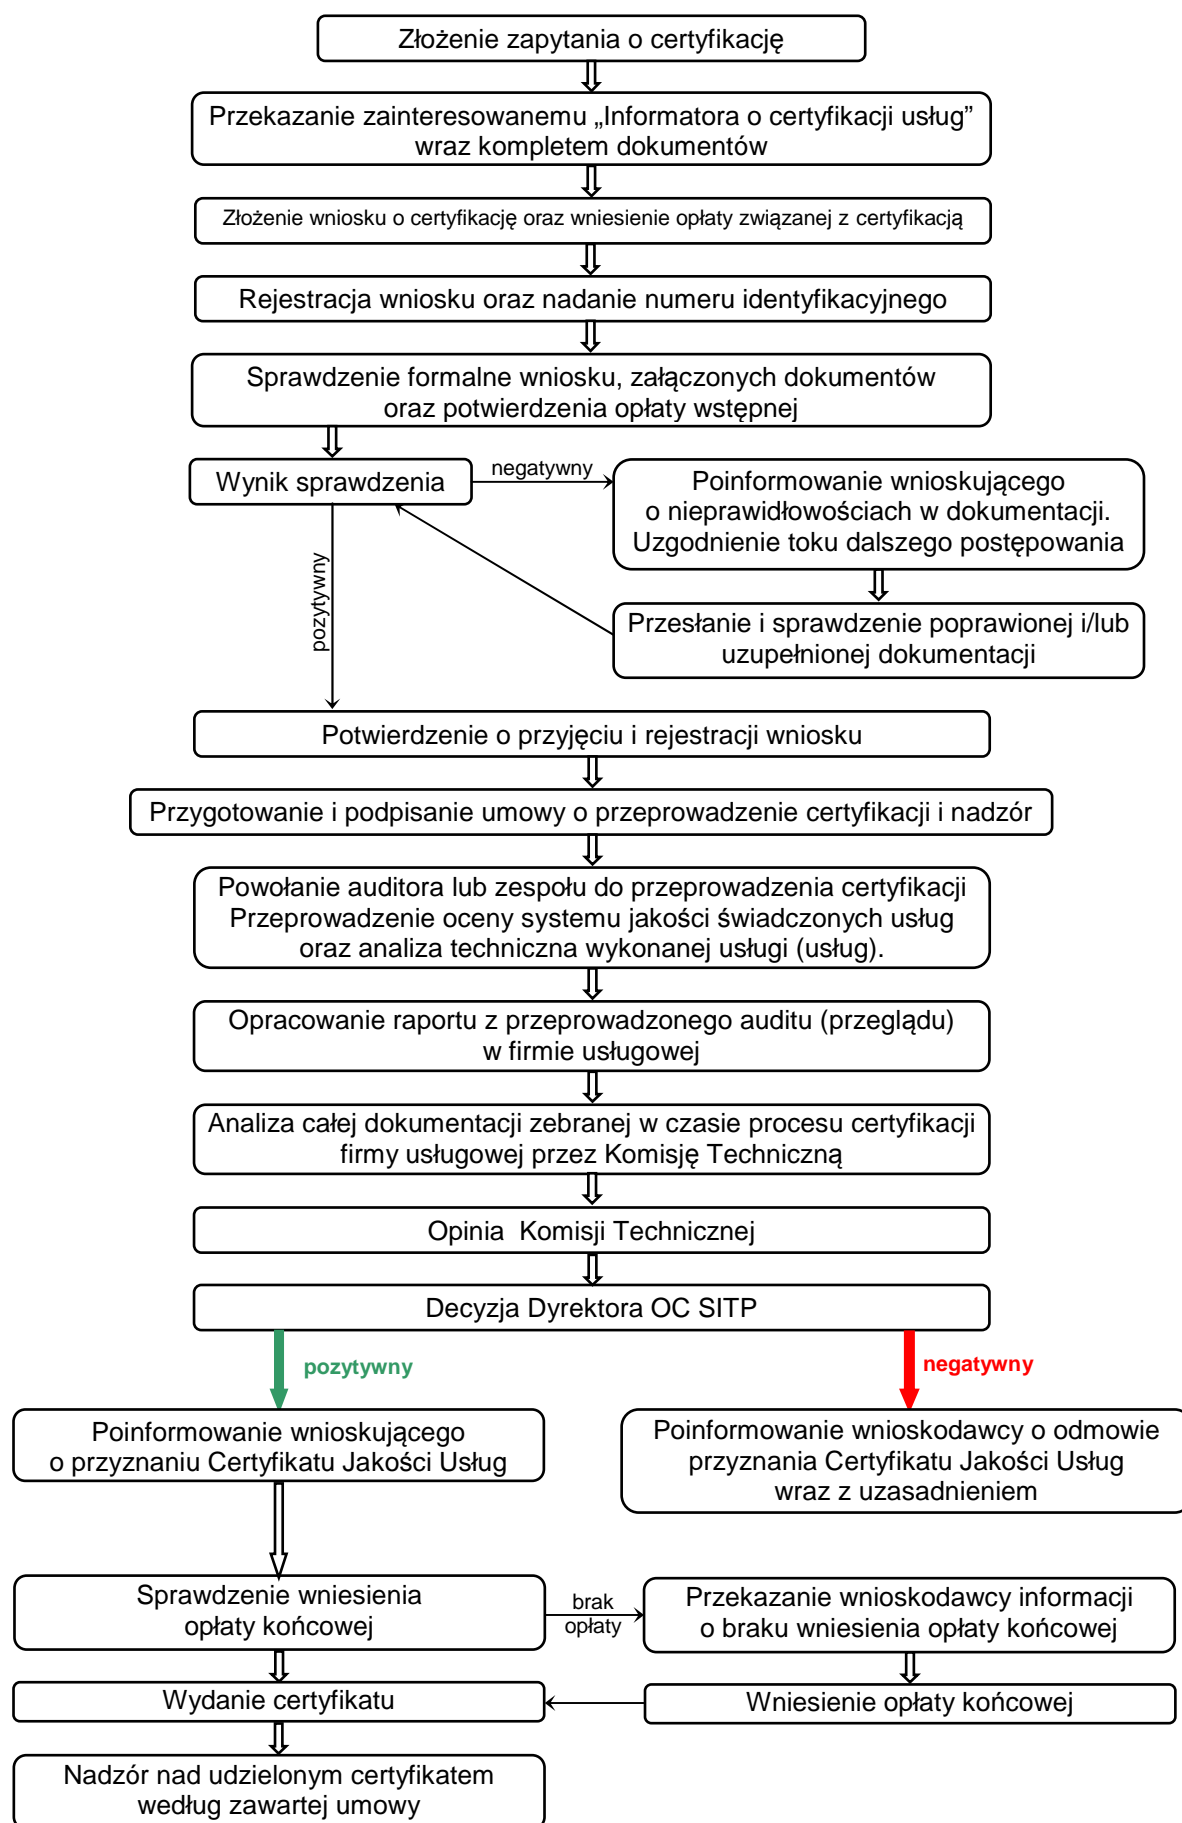 Złożenie zapytania o certyfikację
Przekazanie zainteresowanemu „Informatora o certyfikacji usług”
wraz kompletem dokumentów
Złożenie wniosku o certyfikację oraz wniesienie opłaty związanej z certyfikacją
Rejestracja wniosku oraz nadanie numeru identyfikacyjnego
Sprawdzenie formalne wniosku, załączonych dokumentów
oraz potwierdzenia opłaty wstępnej
Wynik sprawdzenia
negatywny
Poinformowanie wnioskującego
o nieprawidłowościach w dokumentacji.
Uzgodnienie toku dalszego postępowania
pozytywny
Przesłanie i sprawdzenie poprawionej i/lub
uzupełnionej dokumentacji
Potwierdzenie o przyjęciu i rejestracji wniosku
Przygotowanie i podpisanie umowy o przeprowadzenie certyfikacji i nadzór
Powołanie auditora lub zespołu do przeprowadzenia certyfikacji
Przeprowadzenie oceny systemu jakości świadczonych usług
oraz analiza techniczna wykonanej usługi (usług).
Opracowanie raportu z przeprowadzonego auditu (przeglądu)
w firmie usługowej
Analiza całej dokumentacji zebranej w czasie procesu certyfikacji
firmy usługowej przez Komisję Techniczną
Opinia  Komisji Technicznej
Decyzja Dyrektora OC SITP
pozytywny
negatywny
Poinformowanie wnioskującego
o przyznaniu Certyfikatu Jakości Usług
Poinformowanie wnioskodawcy o odmowie
przyznania Certyfikatu Jakości Usług
wraz z uzasadnieniem
Sprawdzenie wniesienia
opłaty końcowej
brak
opłaty
Przekazanie wnioskodawcy informacji
o braku wniesienia opłaty końcowej
Wydanie certyfikatu
Wniesienie opłaty końcowej
Nadzór nad udzielonym certyfikatem
według zawartej umowy